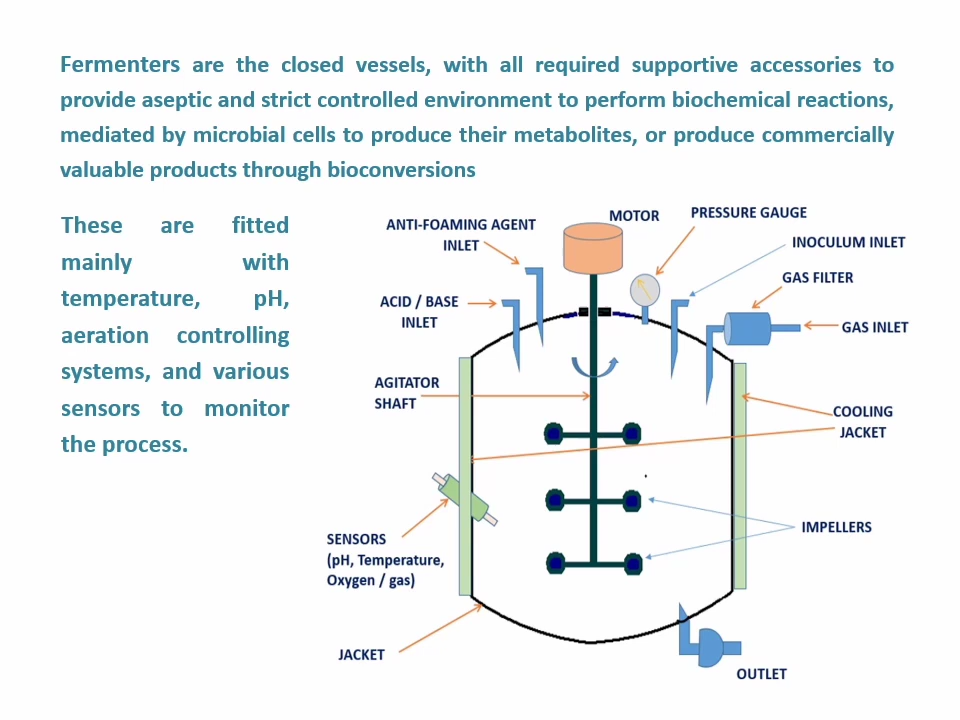 Fermenters are the closed vessels, with all required supportive accessories to
provide aseptic and strict controlled environment to perform biochemical reactions,
mediated by microbial cells to produce their metabolites, or produce commercially
valuable products through bioconversions
These are fitted
mainly with
temperature, pH,
aeration controlling
systems, and various
sensors to monitor
the process.
ANTI-FOAMING AGENT
INLET
MOTOR
PRESSURE GAUGE
INOCULUM INLET
GAS FILTER
ACID / BASE
INLET
GAS INLET
AGITATOR
SHAFT
COOLING
JACKET
IMPELLERS
SENSORS
(pH, Temperature,
Oxygen / gas)
JACKET
OUTLET